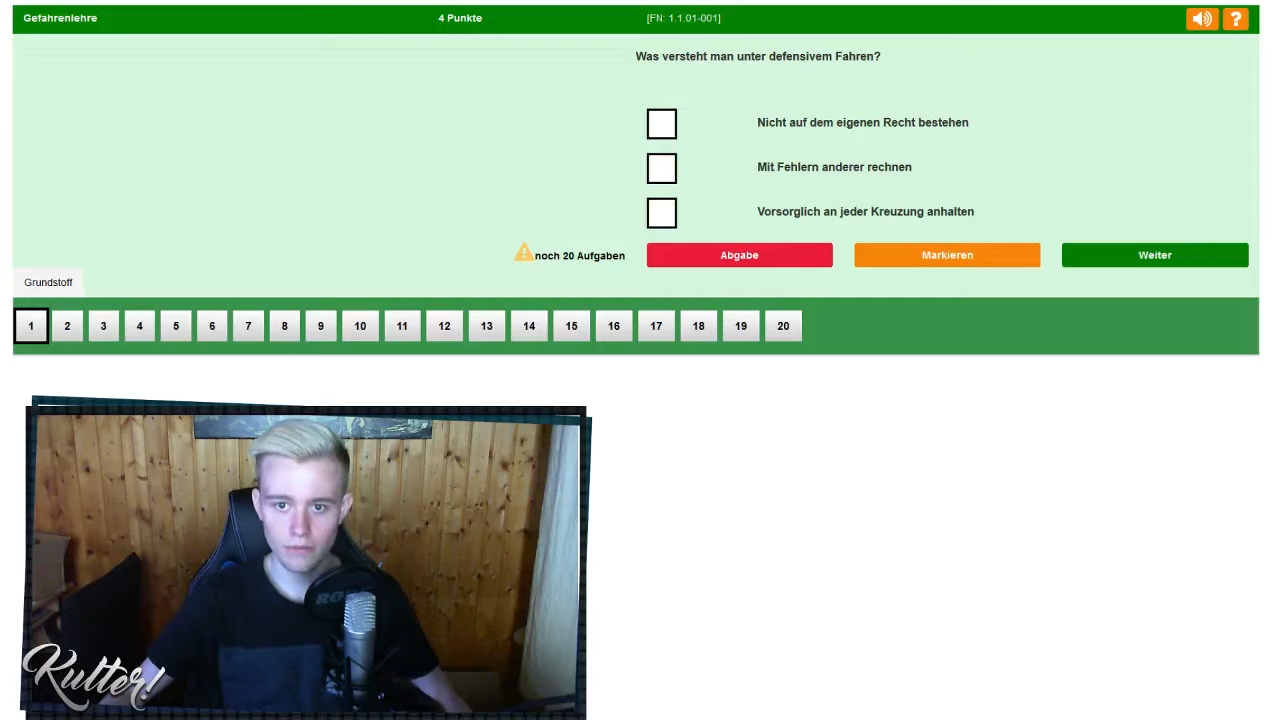 Gefahrenlehre 4 Punkte [FN: 1.1.01-001] ?
Was versteht man unter defensivem Fahren?
Nicht auf dem eigenen Recht bestehen
Mit Fehlern anderer rechnen
Vorsorglich an jeder Kreuzung anhalten
noch 20 Aufgaben Abgabe Markieren Weiter
Grundstoff
1 2 3 4 5 6 7 8 9 10 11 12 13 14 15 16 17 18 19 20
Kulter!